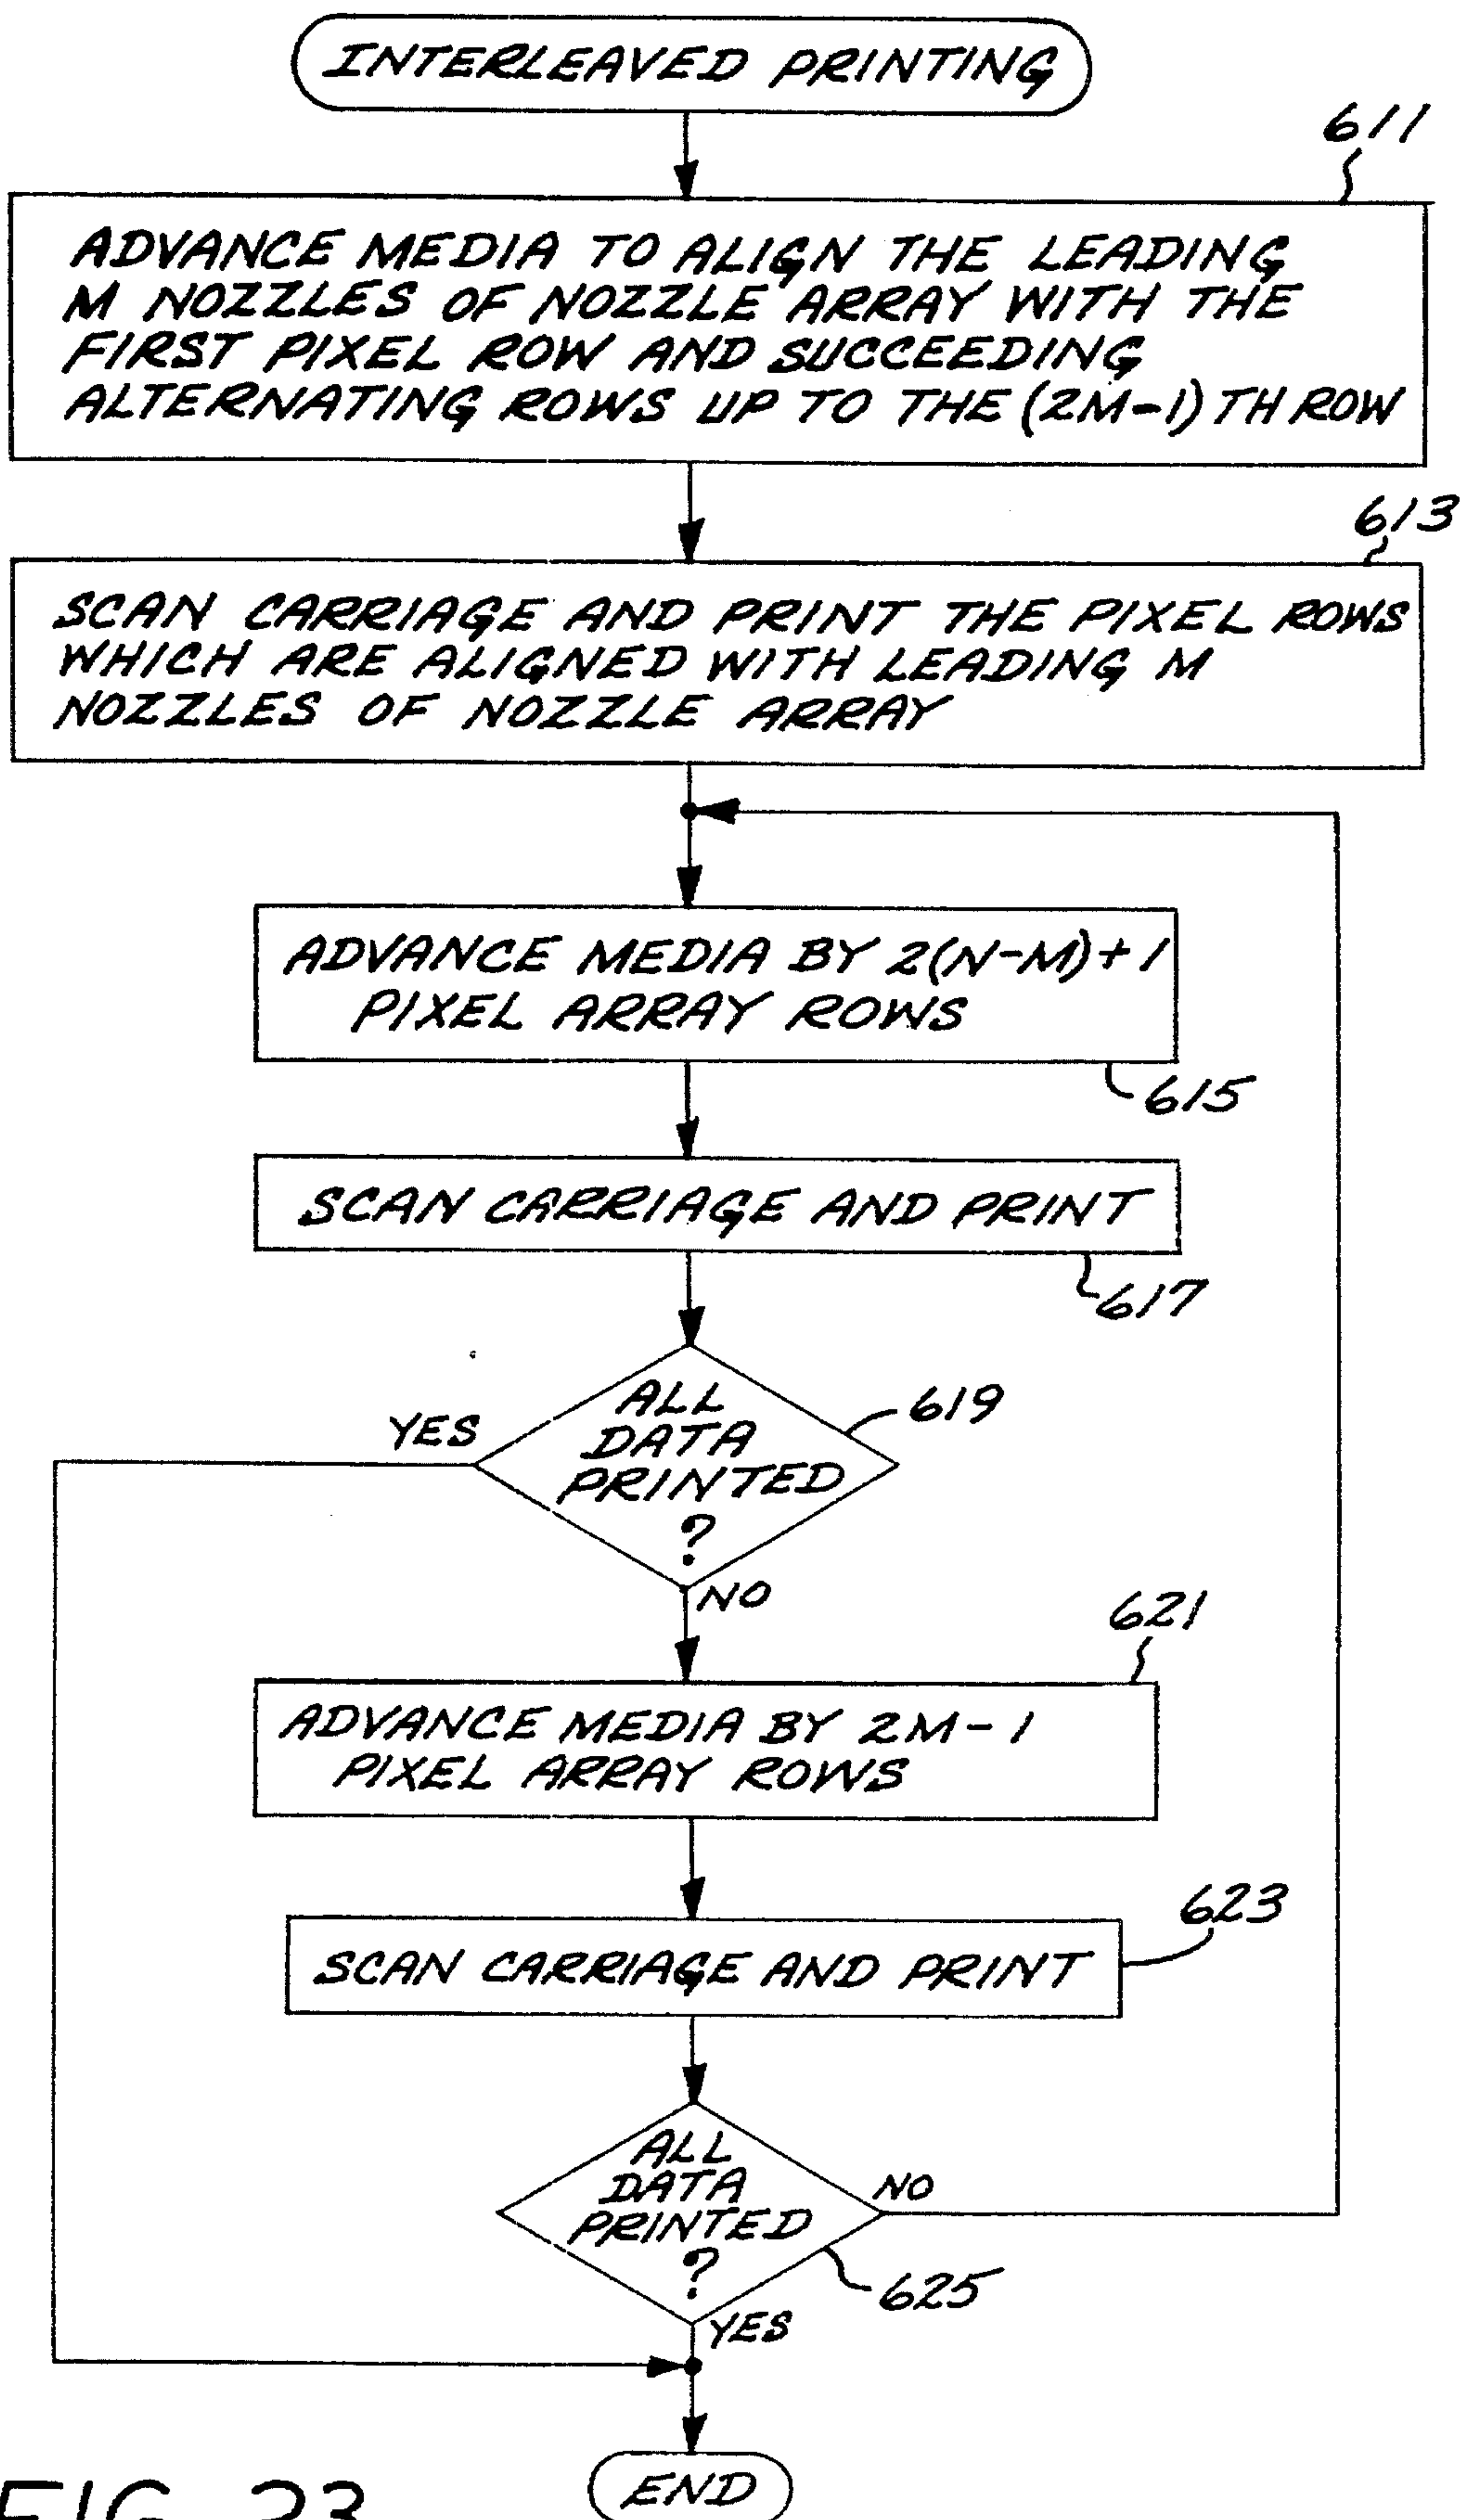 INTERLEAVED PRINTING
611
ADVANCE MEDIA TO ALIGN THE LEADING
M NOZZLES OF NOZZLE ARRAY WITH THE
FIRST PIXEL ROW AND SUCCEEDING
ALTERNATING ROWS UP TO THE (2M-1) TH ROW
613
SCAN CARRIAGE AND PRINT THE PIXEL ROWS
WHICH ARE ALIGNED WITH LEADING M
NOZZLES OF NOZZLE ARRAY
ADVANCE MEDIA BY 2(N-M)+1
PIXEL ARRAY ROWS
615
SCAN CARRIAGE AND PRINT
617
ALL
DATA
PRINTED
?
619
YES
NO
621
ADVANCE MEDIA BY 2M-1
PIXEL ARRAY ROWS
623
SCAN CARRIAGE AND PRINT
ALL
DATA
PRINTED
?
NO
625
YES
END
FIG. 23